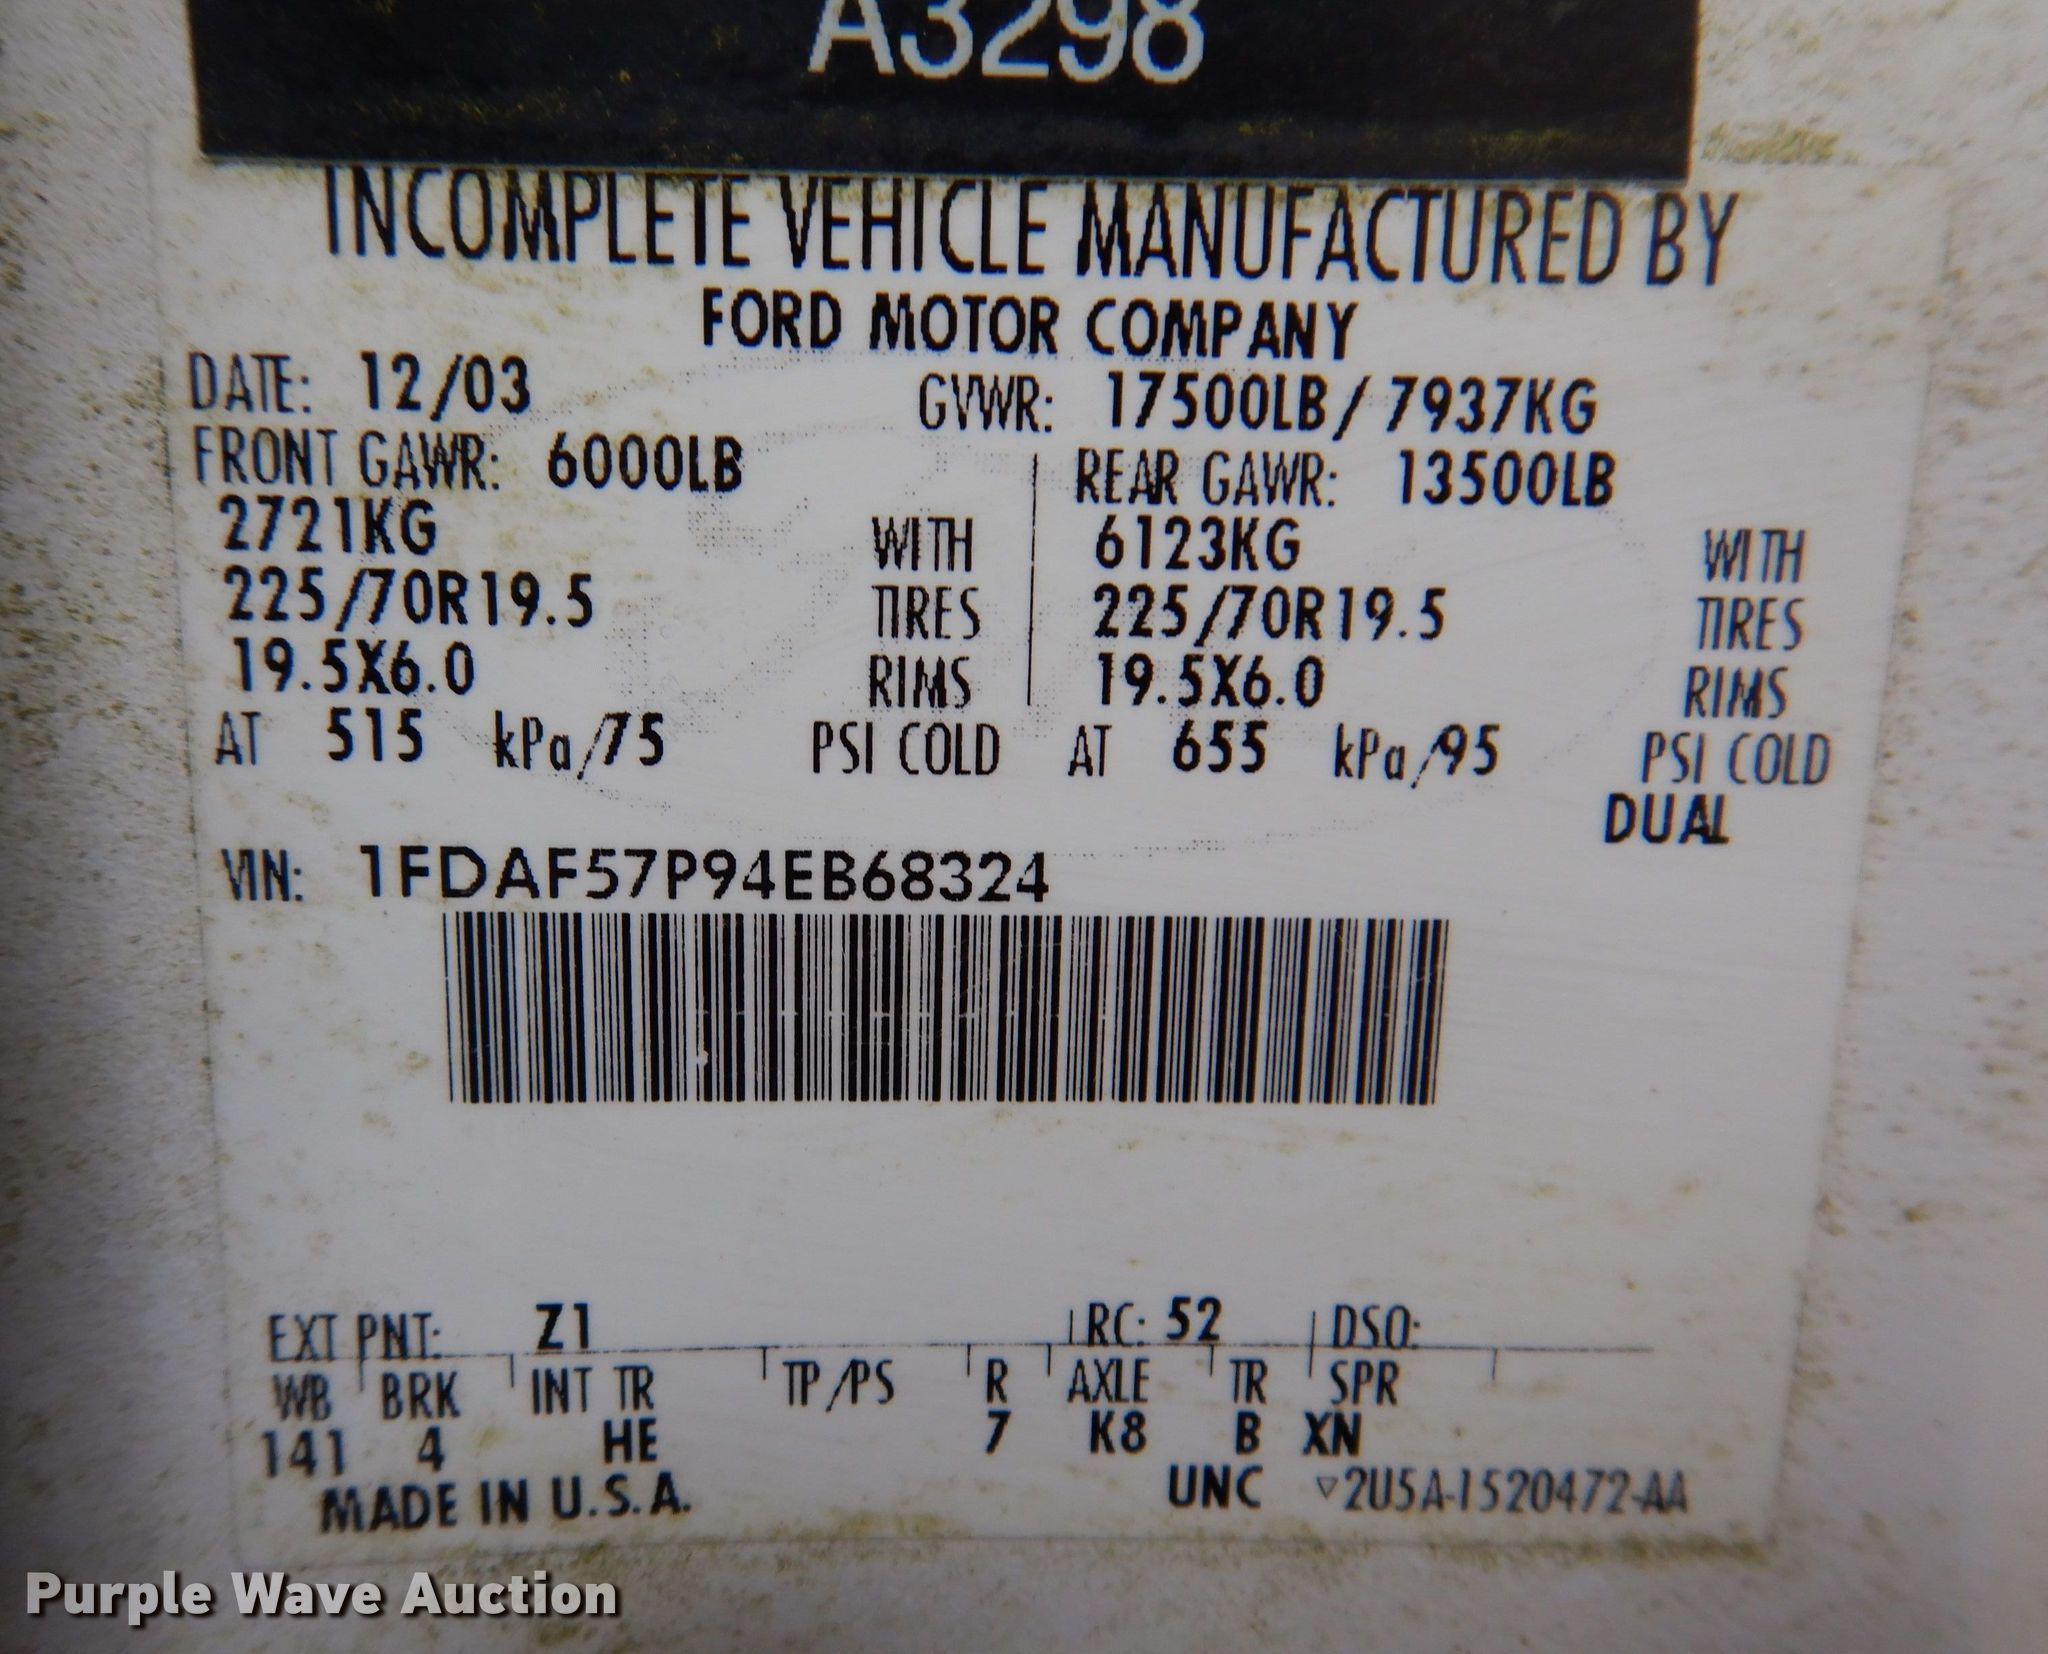 A3298
INCOMPLETE VEHICLE MANUFACTURED BY
FORD MOTOR COMPANY
DATE: 12/03 GVWR: 17500LB/ 7937KG
FRONT GAWR: 6000LB REAR GAWR: 13500LB
2721KG WITH 6123KG WITH
225/70R19.5 TIRES 225/70R19.5 TIRES
19.5X6.0 RIMS 19.5X6.0 RIMS
AT 515 kPa/75 PSI COLD AT 655 kPa/95 PSI COLD
DUAL
VIN: 1FDAF57P94EB68324
EXT PNT: Z1 RC: 52 DSO:
WB BRK INT TR TP/PS R AXLE TR SPR
141 4 HE 7 K8 B XN
MADE IN U.S.A. UNC ▽2U5A-1520472-AA
Purple Wave Auction